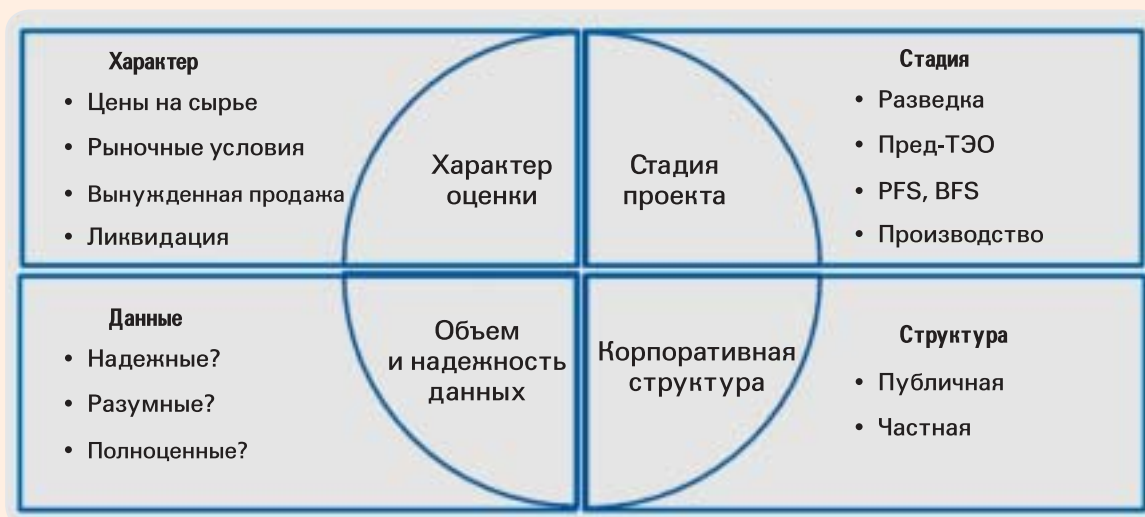 Характер
• Цены на сырье
• Рыночные условия
• Вынужденная продажа
• Ликвидация
Характер
оценки
Стадия
проекта
Стадия
• Разведка
• Пред-ТЭО
• PFS, BFS
• Производство
Данные
• Надежные?
• Разумные?
• Полноценные?
Объем
и надежность
данных
Корпоративная
структура
Структура
• Публичная
• Частная